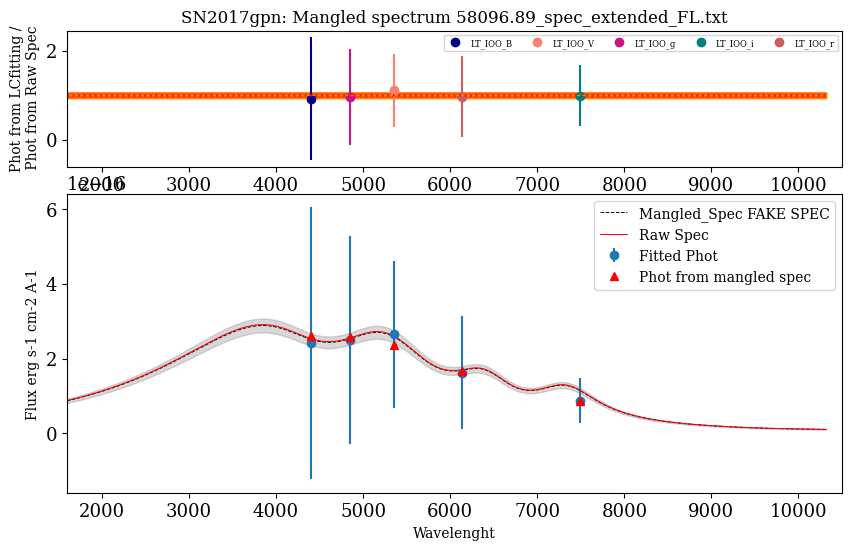 SN2017gpn: Mangled spectrum 58096.89_spec_extended_FL.txt
Phot from LCfitting /
Phot from Raw Spec
2
0
LT_IOO_B LT_IOO_V LT_IOO_g LT_IOO_i LT_IOO_r
2000 3000 4000 5000 6000 7000 8000 9000 10000
1e−16
Flux erg s-1 cm-2 A-1
6
4
2
0
Mangled_Spec FAKE SPEC
Raw Spec
Fitted Phot
Phot from mangled spec
2000 3000 4000 5000 6000 7000 8000 9000 10000
Wavelenght